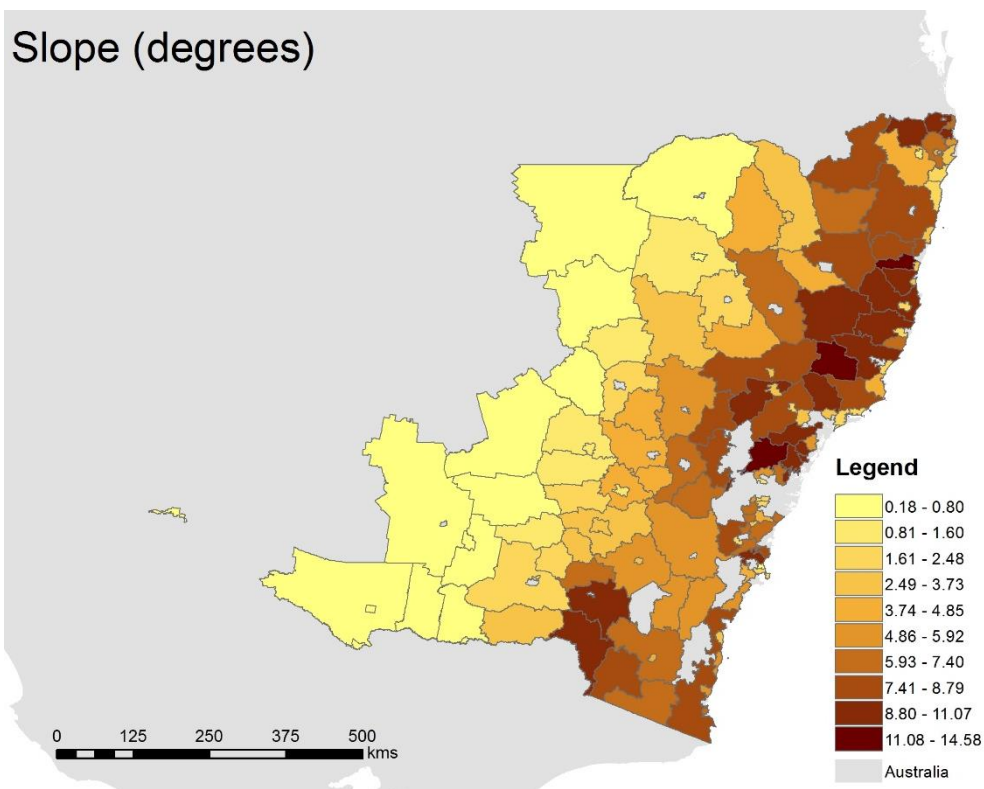 Slope (degrees)
Legend
0.18 - 0.80
0.81 - 1.60
1.61 - 2.48
2.49 - 3.73
3.74 - 4.85
4.86 - 5.92
5.93 - 7.40
7.41 - 8.79
8.80 - 11.07
11.08 - 14.58
Australia
0 125 250 375 500
kms